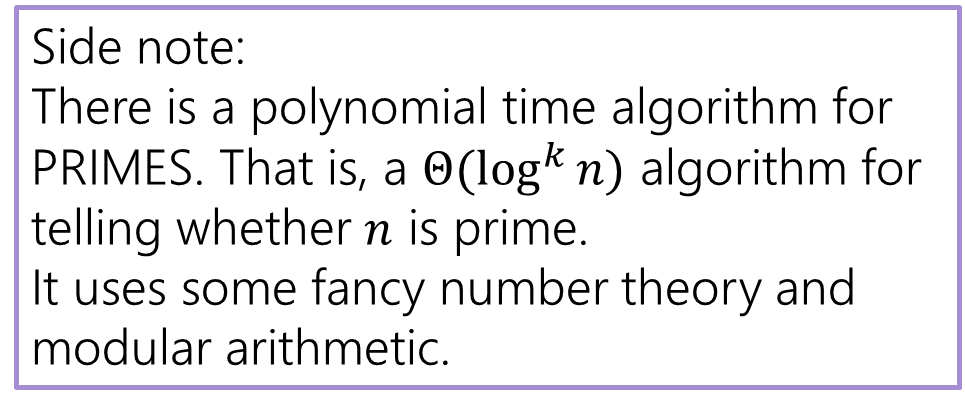 Side note:
There is a polynomial time algorithm for
PRIMES. That is, a Θ(logᵏ n) algorithm for
telling whether n is prime.
It uses some fancy number theory and
modular arithmetic.